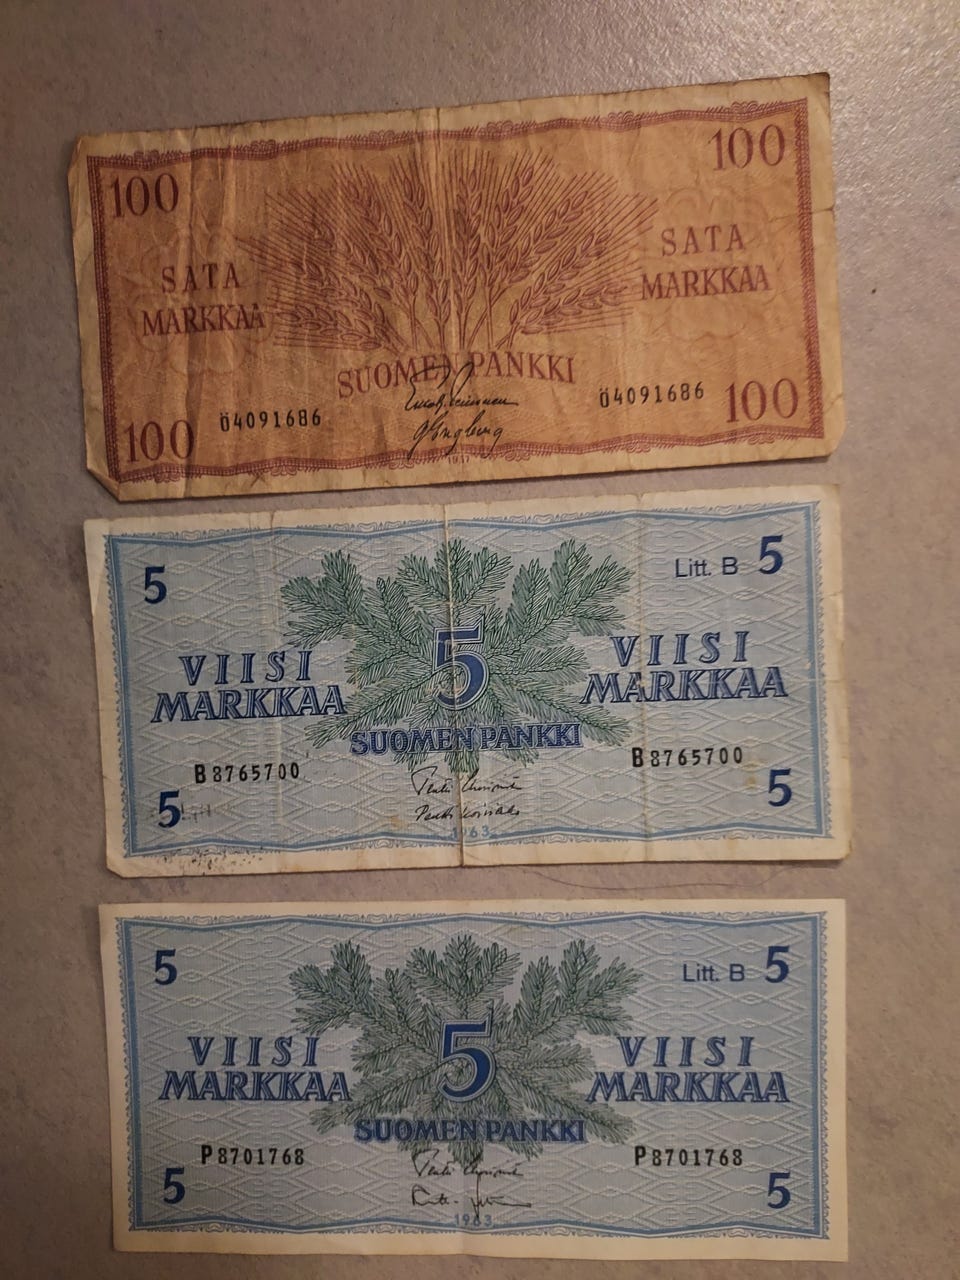 100
100
SATA
MARKKAA
SATA
MARKKAA
SUOMEN PANKKI
Ö4091686
Ö4091686
100
100
1957
5
Litt. B 5
VIISI
MARKKAA
5
VIISI
MARKKAA
SUOMEN PANKKI
B8765700
B8765700
5
5
1963
5
Litt. B 5
VIISI
MARKKAA
5
VIISI
MARKKAA
SUOMEN PANKKI
P8701768
P8701768
5
5
1963